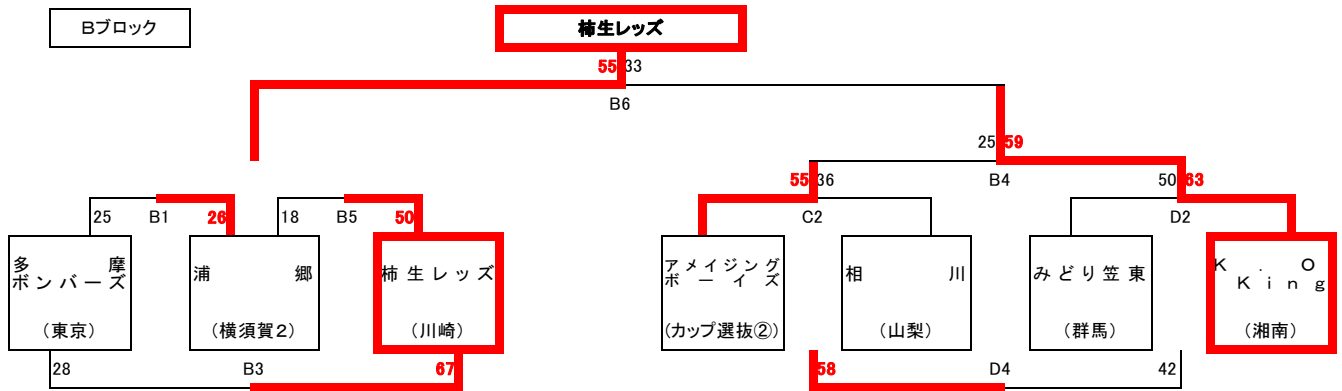 Bブロック
柿生レッズ
55 33
B6
25 59
55 36
B4
50 63
25
B1
26
18
B5
50
C2
D2
多摩
ボンバーズ
(東京)
浦郷
(横須賀2)
柿生レッズ
(川崎)
アメイジング
ボーイズ
(カップ選抜②)
相川
(山梨)
みどり笠東
(群馬)
K.O
King
(湘南)
28
B3
67
58
D4
42